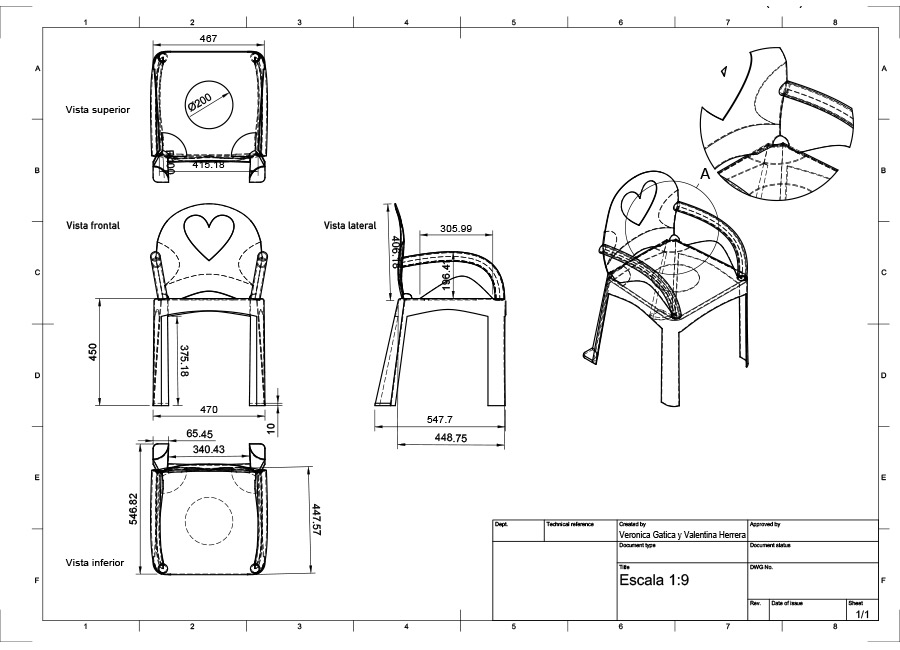 1 2 3 4 5 6 7 8
A
A
B
B
C
C
D
D
E
E
F
F
467
Vista superior
Ø200
415.18
A
Vista frontal
Vista lateral
305.99
406.18
450
375.18
470
10
547.7
448.75
65.45
340.43
546.82
447.57
Vista inferior
Dept.
Technical reference
Created by
Approved by
Veronica Gatica y Valentina Herrera
Document type
Document status
Title
DWG No.
Escala 1:9
Rev.
Date of issue
Sheet
1/1
1 2 3 4 5 6 7 8